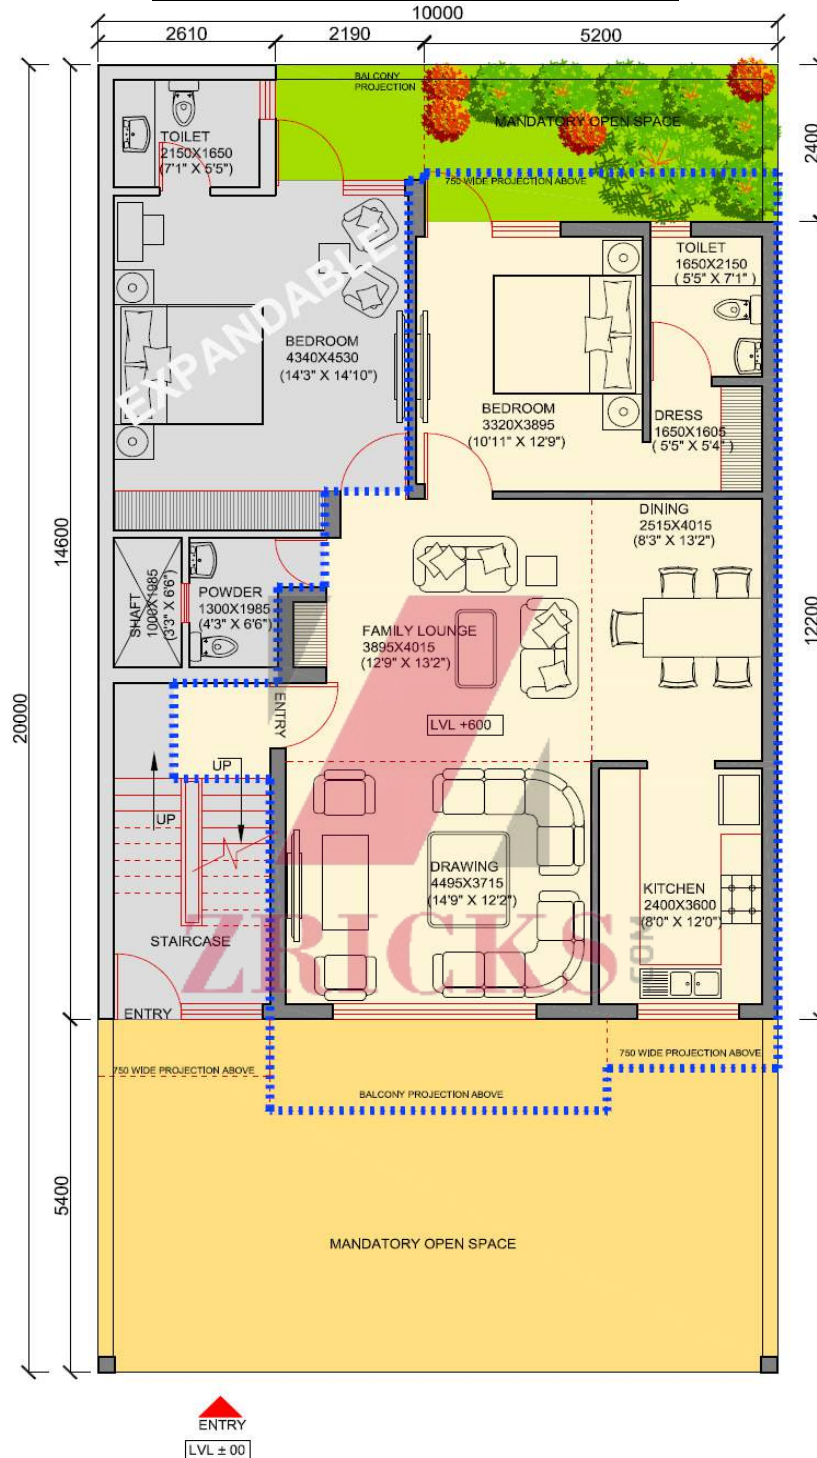 10000
2610
2190
5200
BALCONY
PROJECTION
MANDATORY OPEN SPACE
2400
TOILET
2150X1650
(7'1" X 5'5")
750 WIDE PROJECTION ABOVE
TOILET
1650X2150
( 5'5" X 7'1" )
EXPANDABLE
BEDROOM
4340X4530
(14'3" X 14'10")
BEDROOM
3320X3895
(10'11" X 12'9")
DRESS
1650X1605
( 5'5" X 5'4" )
DINING
2515X4015
(8'3" X 13'2")
14600
SHAFT
1000X1985
(3'3" X 6'6")
POWDER
1300X1985
(4'3" X 6'6")
FAMILY LOUNGE
3895X4015
(12'9" X 13'2")
12200
20000
ENTRY
LVL +600
UP
UP
DRAWING
4495X3715
(14'9" X 12'2")
KITCHEN
2400X3600
(8'0" X 12'0")
STAIRCASE
ZRICKS
.COM
ENTRY
750 WIDE PROJECTION ABOVE
750 WIDE PROJECTION ABOVE
BALCONY PROJECTION ABOVE
5400
MANDATORY OPEN SPACE
ENTRY
LVL ± 00